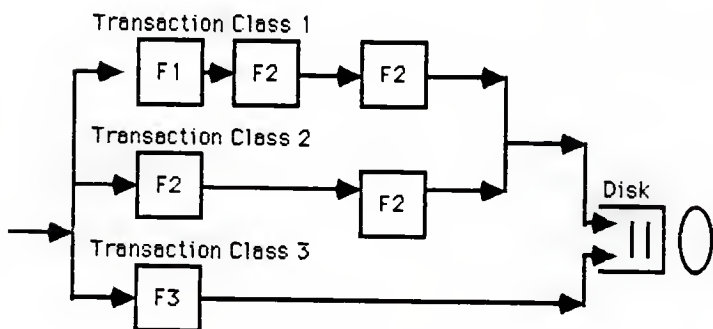 Transaction Class 1
F1 F2 F2
Transaction Class 2
F2 F2
Disk
Transaction Class 3
F3